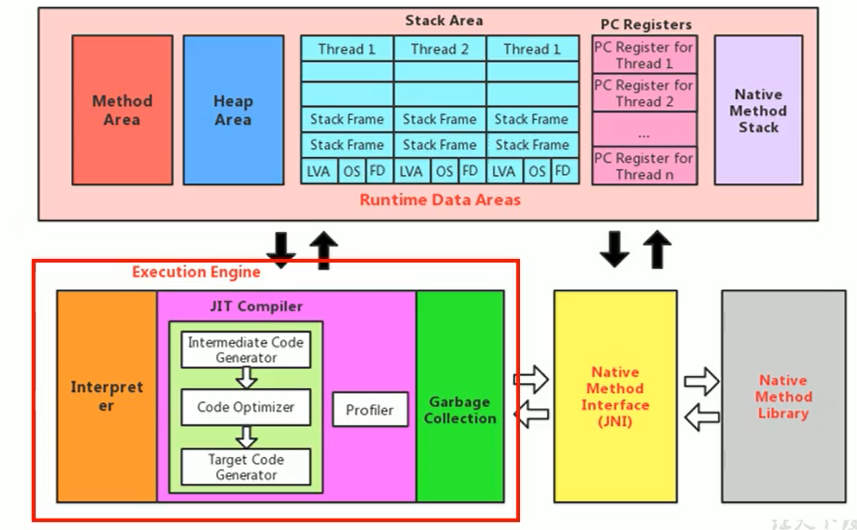 Stack Area
PC Registers
Method
Area
Heap
Area
Thread 1
Thread 2
Thread 1
Stack Frame
Stack Frame
Stack Frame
Stack Frame
Stack Frame
Stack Frame
LVA
OS
FD
LVA
OS
FD
LVA
OS
FD
PC Register for
Thread 1
PC Register for
Thread 2
...
PC Register for
Thread n
Native
Method
Stack
Runtime Data Areas
Execution Engine
Interpret
er
JIT Compiler
Intermediate Code
Generator
Code Optimizer
Target Code
Generator
Profiler
Garbage
Collection
Native
Method
Interface
(JNI)
Native
Method
Library